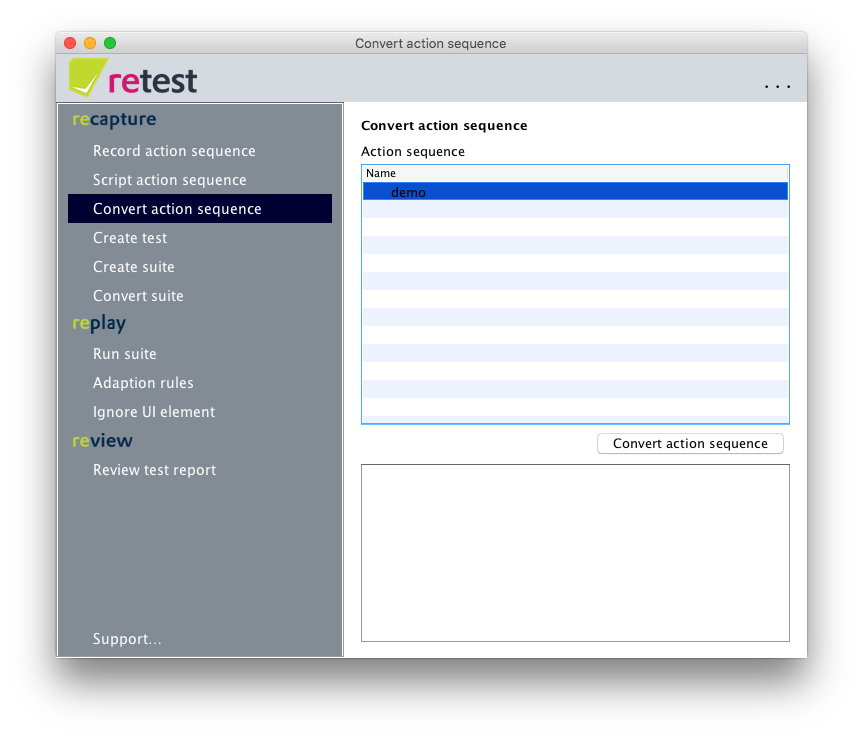 Convert action sequence
retest
...
recapture
Record action sequence
Script action sequence
Convert action sequence
Create test
Create suite
Convert suite
replay
Run suite
Adaption rules
Ignore UI element
review
Review test report
Support...
Convert action sequence
Action sequence
Name
demo
Convert action sequence